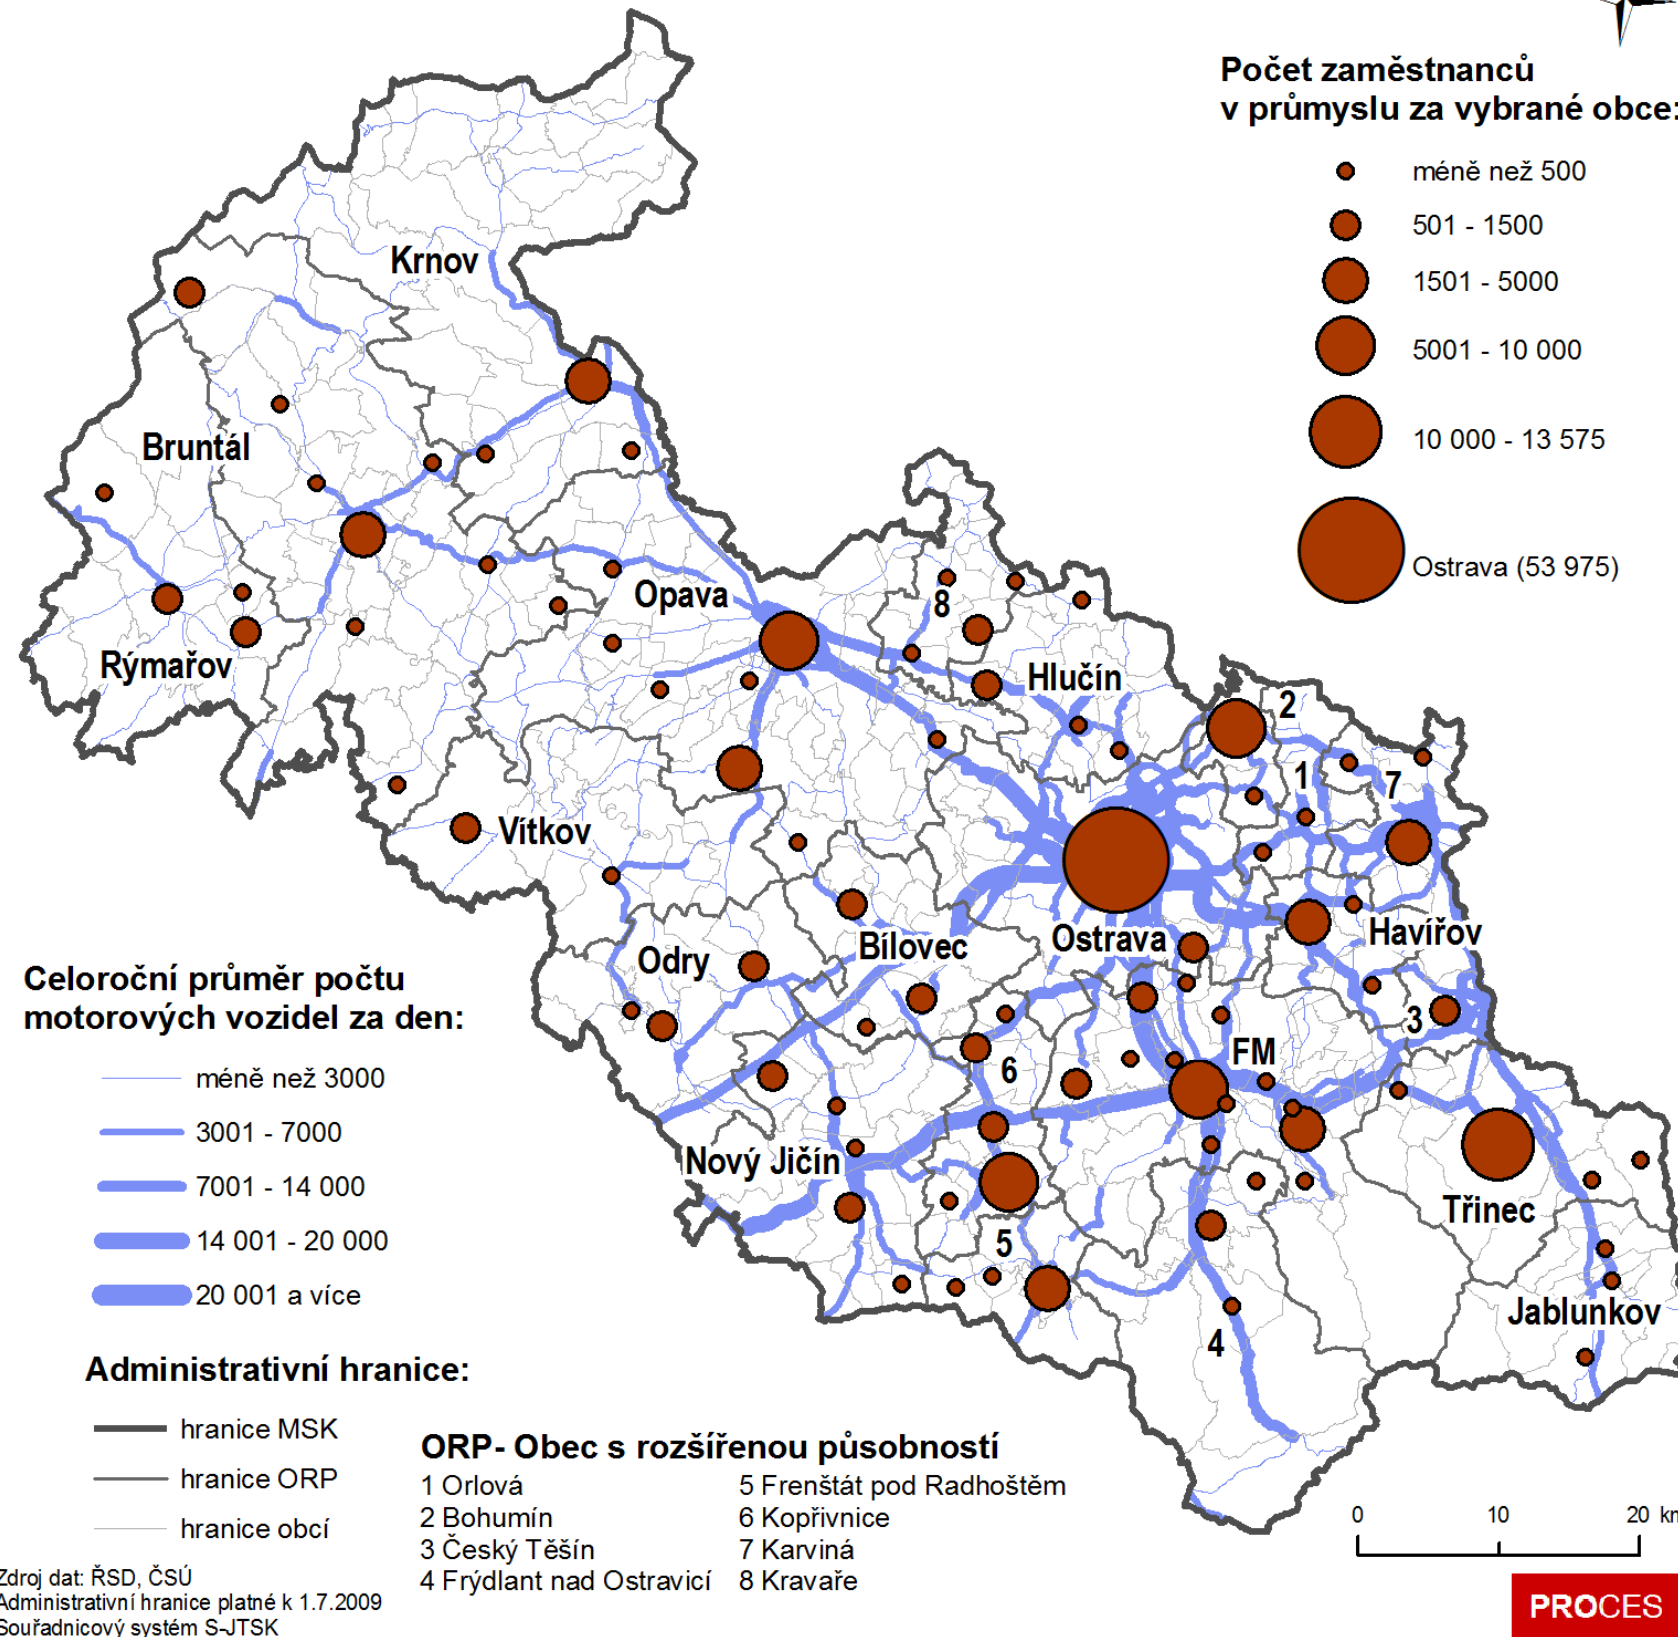 Počet zaměstnanců
v průmyslu za vybrané obce:
méně než 500
501 - 1500
1501 - 5000
5001 - 10 000
10 000 - 13 575
Ostrava (53 975)
Krnov
Bruntál
Rýmařov
Opava
8
Hlučín
2
1
7
Vítkov
Odry
Bílovec
Ostrava
Havířov
3
FM
6
Nový Jičín
5
Třinec
Jablunkov
4
Celoroční průměr počtu
motorových vozidel za den:
méně než 3000
3001 - 7000
7001 - 14 000
14 001 - 20 000
20 001 a více
Administrativní hranice:
hranice MSK
hranice ORP
hranice obcí
ORP- Obec s rozšířenou působností
1 Orlová
2 Bohumín
3 Český Těšín
4 Frýdlant nad Ostravicí
5 Frenštát pod Radhoštěm
6 Kopřivnice
7 Karviná
8 Kravaře
0 10 20 km
Zdroj dat: ŘSD, ČSÚ
Administrativní hranice platné k 1.7.2009
Souřadnicový systém S-JTSK
PROCES